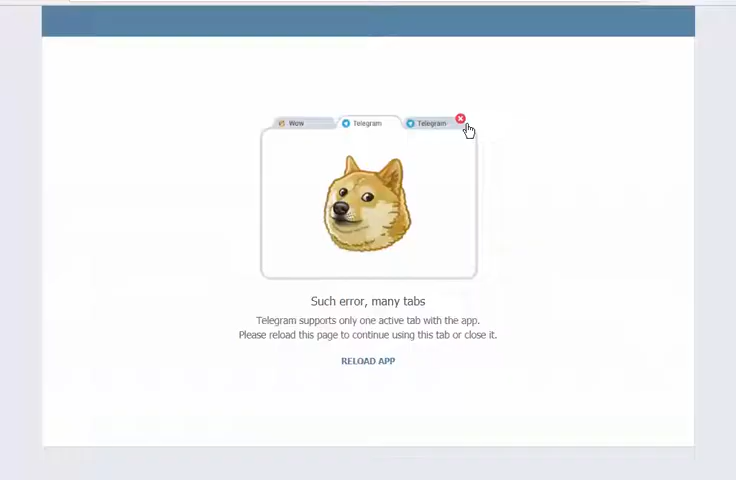 Wow Telegram Telegram
Such error, many tabs
Telegram supports only one active tab with the app.
Please reload this page to continue using this tab or close it.
RELOAD APP